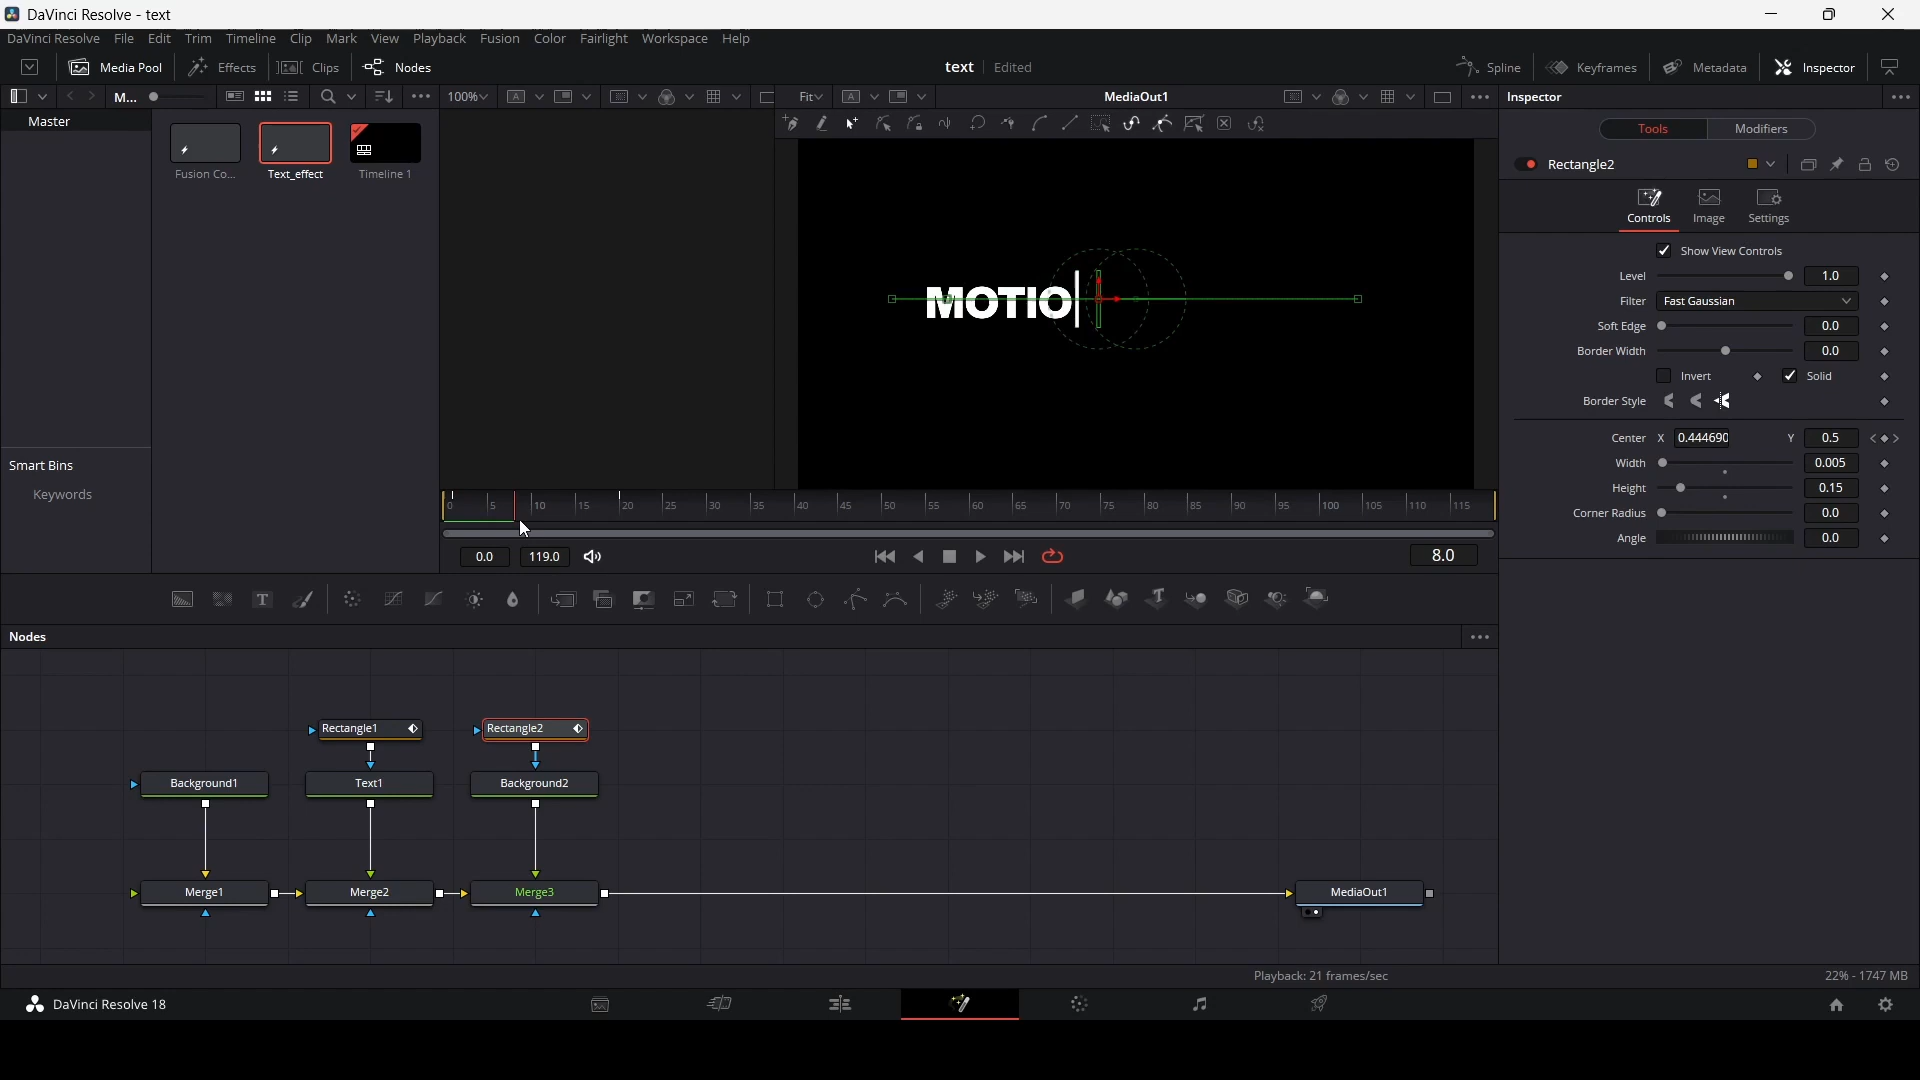 DaVinci Resolve - text
DaVinci Resolve File Edit Trim Timeline Clip Mark View Playback Fusion Color Fairlight Workspace Help
Media Pool Effects Clips Nodes text Edited Spline Keyframes Metadata Inspector
M... 100% Fit MediaOut1 Inspector
Master
Fusion Co... Text_effect Timeline 1
Tools Modifiers
Rectangle2
Controls Image Settings
Show View Controls
Level 1.0
Filter Fast Gaussian
Soft Edge 0.0
Border Width 0.0
Invert Solid
Border Style
Center X 0.444690 Y 0.5
Width 0.005
Height 0.15
Corner Radius 0.0
Angle 0.0
MOTIO
Smart Bins
Keywords
0 5 10 15 20 25 30 35 40 45 50 55 60 65 70 75 80 85 90 95 100 105 110 115
0.0 119.0 8.0
Nodes
Rectangle1 Rectangle2
Background1 Text1 Background2
Merge1 Merge2 Merge3 MediaOut1
Playback: 21 frames/sec 22% - 1747 MB
DaVinci Resolve 18